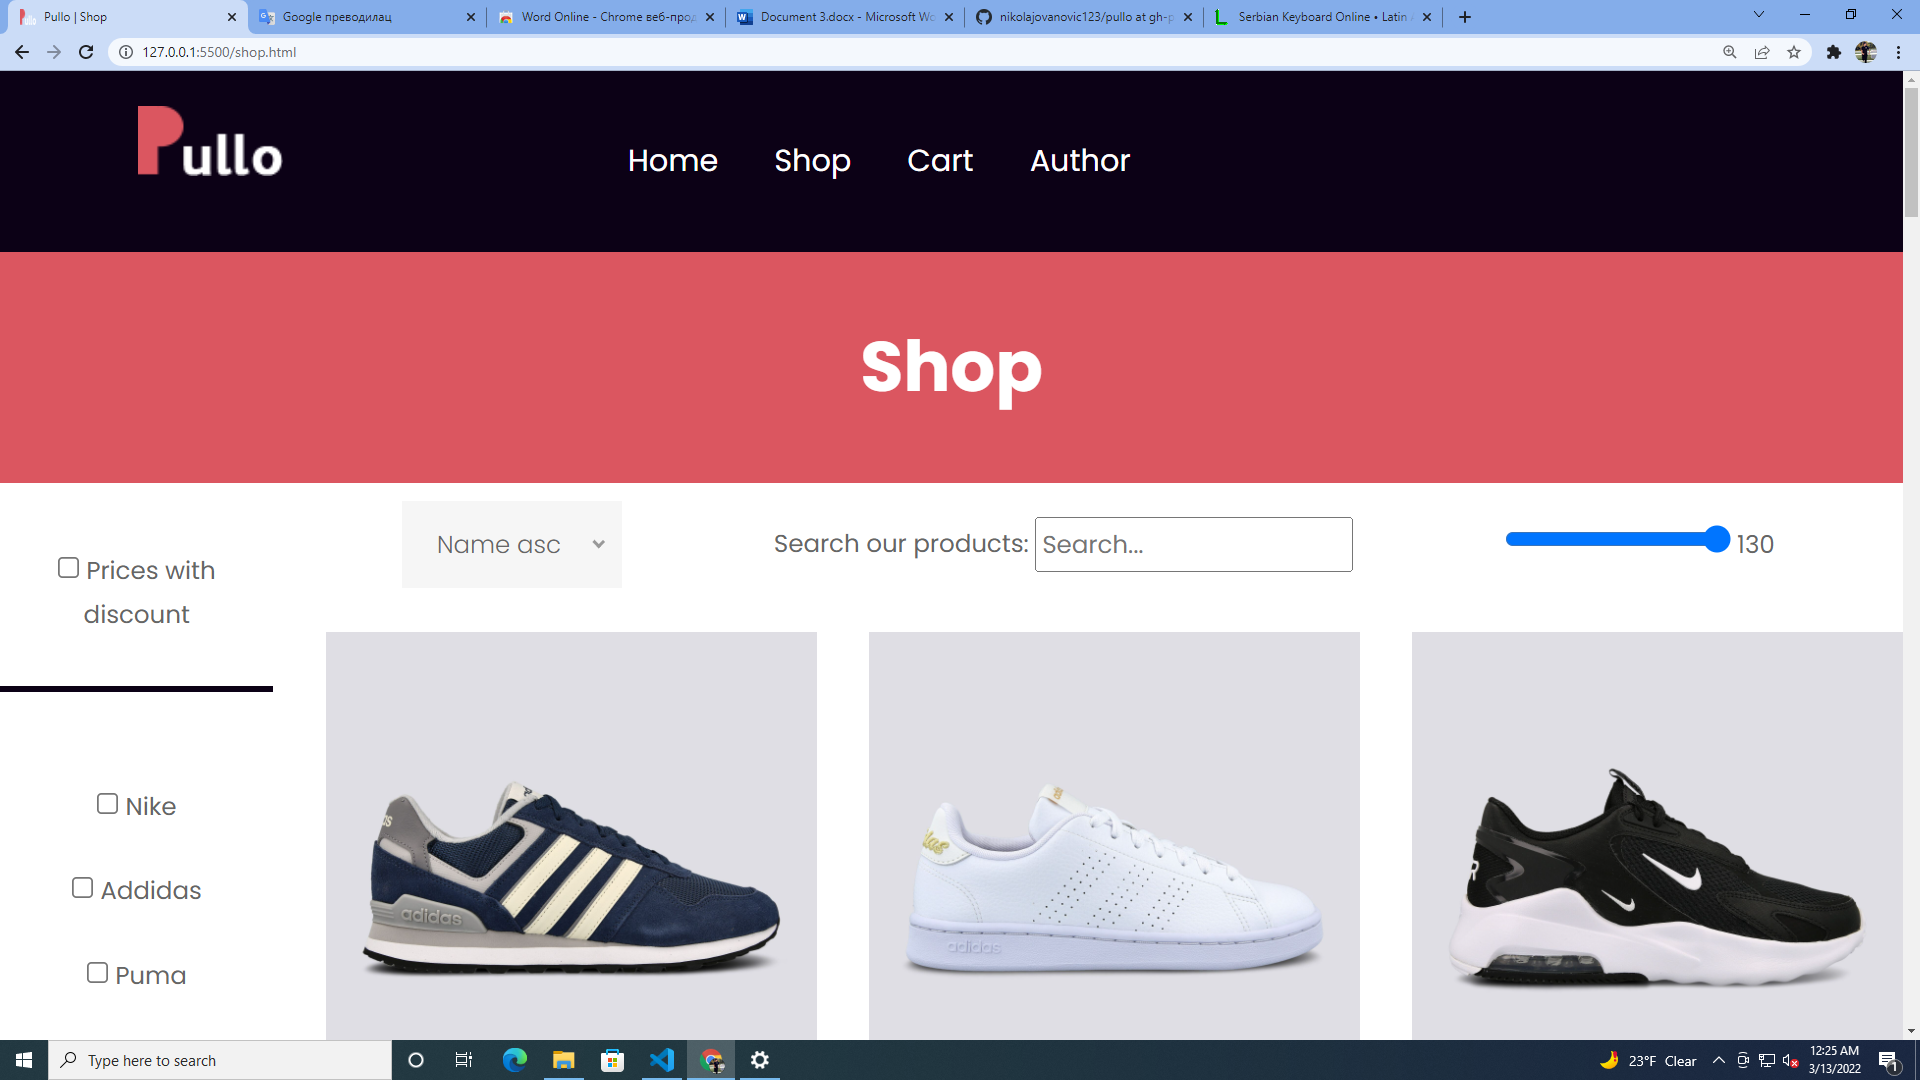 Pullo | Shop
Google преводилац
Word Online - Chrome веб-прод
Document 3.docx - Microsoft Wo
nikolajovanovic123/pullo at gh-p
Serbian Keyboard Online • Latin
127.0.0.1:5500/shop.html
Pullo
Home
Shop
Cart
Author
Shop
Name asc
Search our products:
Search...
130
Prices with
discount
Nike
Addidas
Puma
adidas
adidas
Type here to search
23°F Clear
12:25 AM
3/13/2022
1